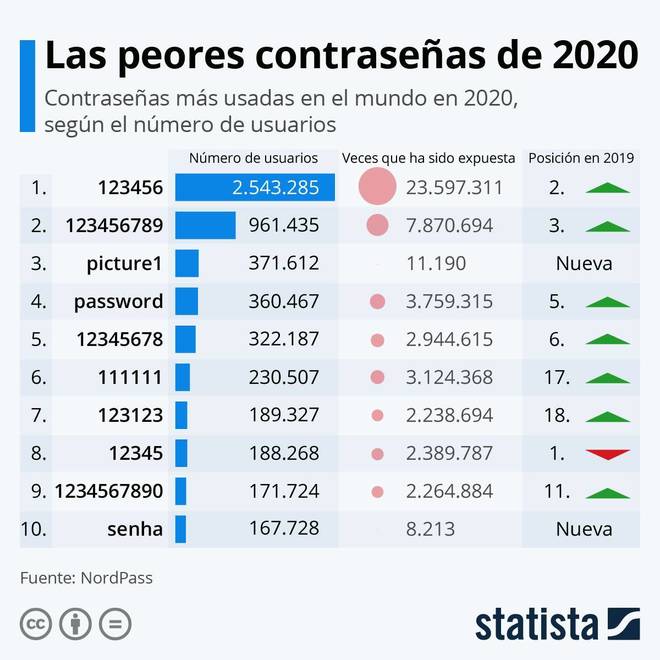 Las peores contraseñas de 2020
Contraseñas más usadas en el mundo en 2020,
según el número de usuarios
Número de usuarios Veces que ha sido expuesta Posición en 2019
1. 123456 2.543.285 23.597.311 2.
2. 123456789 961.435 7.870.694 3.
3. picture1 371.612 11.190 Nueva
4. password 360.467 3.759.315 5.
5. 12345678 322.187 2.944.615 6.
6. 111111 230.507 3.124.368 17.
7. 123123 189.327 2.238.694 18.
8. 12345 188.268 2.389.787 1.
9. 1234567890 171.724 2.264.884 11.
10. senha 167.728 8.213 Nueva
Fuente: NordPass
cc
statista